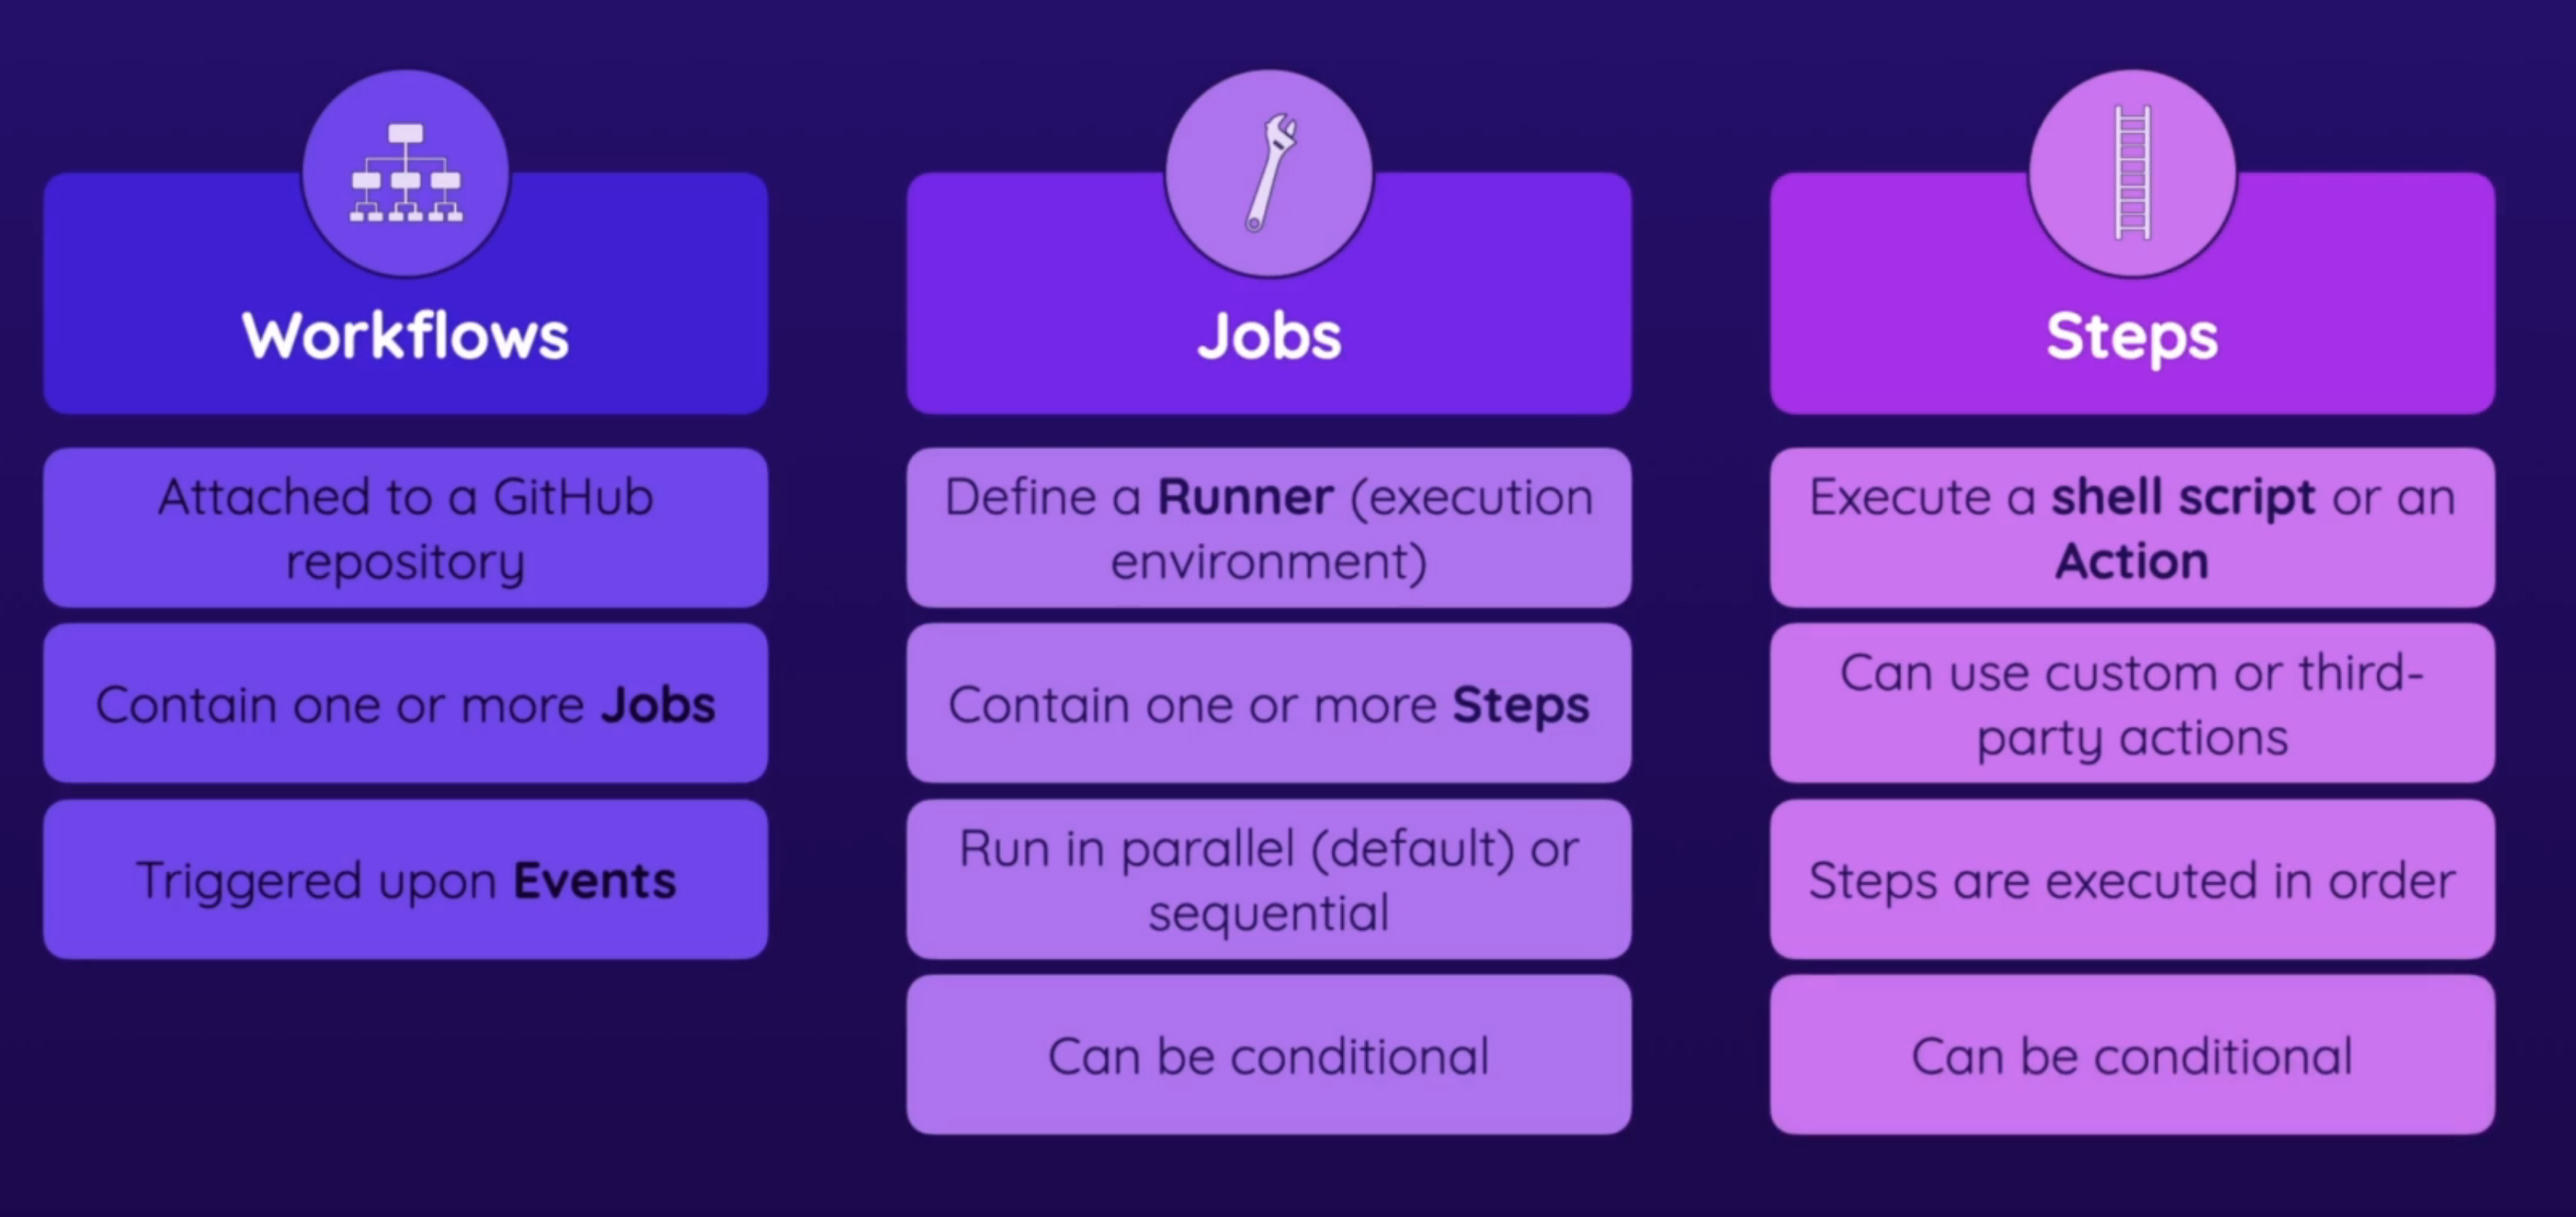 Workflows
Attached to a GitHub
repository
Contain one or more Jobs
Triggered upon Events
Jobs
Define a Runner (execution
environment)
Contain one or more Steps
Run in parallel (default) or
sequential
Can be conditional
Steps
Execute a shell script or an
Action
Can use custom or third-
party actions
Steps are executed in order
Can be conditional